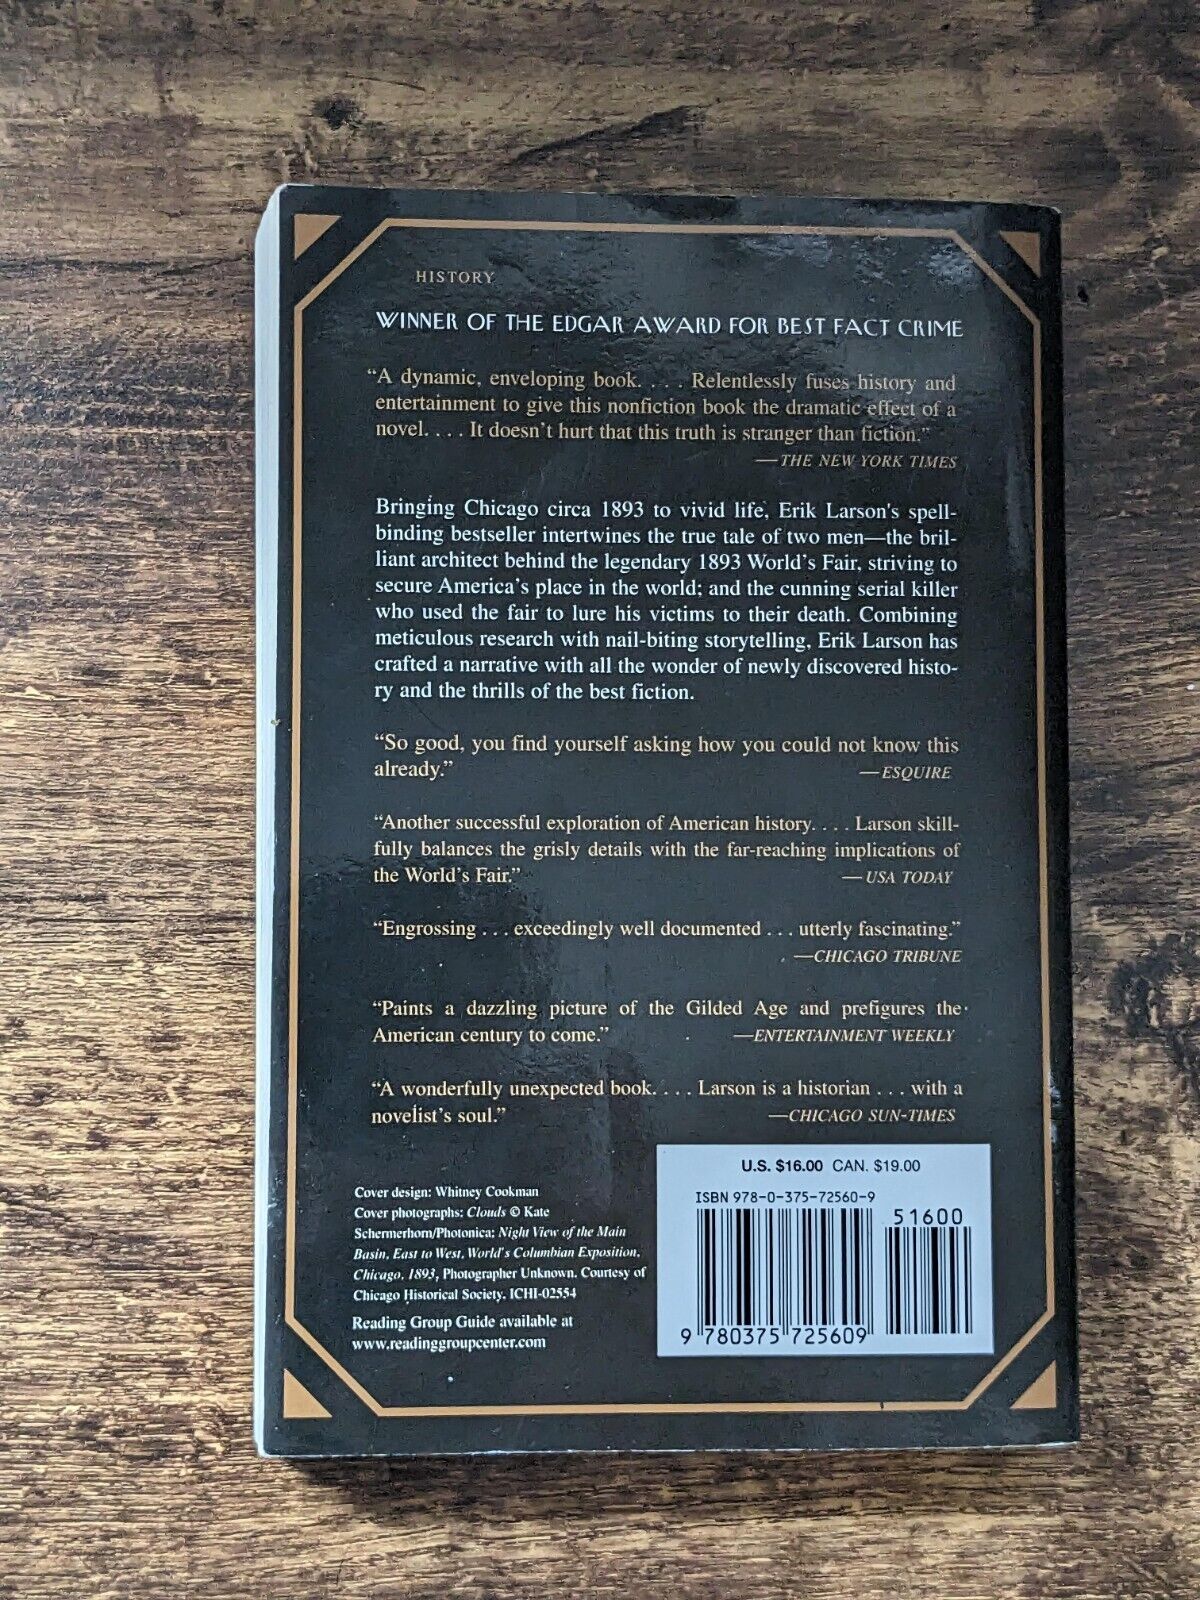 HISTORY
WINNER OF THE EDGAR AWARD FOR BEST FACT CRIME
“A dynamic, enveloping book. . . . Relentlessly fuses history and
entertainment to give this nonfiction book the dramatic effect of a
novel. . . . It doesn’t hurt that this truth is stranger than fiction.”
—THE NEW YORK TIMES
Bringing Chicago circa 1893 to vivid life, Erik Larson's spell-
binding bestseller intertwines the true tale of two men—the bril-
liant architect behind the legendary 1893 World’s Fair, striving to
secure America’s place in the world; and the cunning serial killer
who used the fair to lure his victims to their death. Combining
meticulous research with nail-biting storytelling, Erik Larson has
crafted a narrative with all the wonder of newly discovered histo-
ry and the thrills of the best fiction.
“So good, you find yourself asking how you could not know this
already.” —ESQUIRE
“Another successful exploration of American history. . . . Larson skill-
fully balances the grisly details with the far-reaching implications of
the World’s Fair.” —USA TODAY
“Engrossing . . . exceedingly well documented . . . utterly fascinating.”
—CHICAGO TRIBUNE
“Paints a dazzling picture of the Gilded Age and prefigures the
American century to come.” —ENTERTAINMENT WEEKLY
“A wonderfully unexpected book. . . . Larson is a historian . . . with a
novelist’s soul.” —CHICAGO SUN-TIMES
Cover design: Whitney Cookman
Cover photographs: Clouds © Kate
Schermerhorn/Photonica; Night View of the Main
Basin, East to West, World's Columbian Exposition,
Chicago, 1893, Photographer Unknown. Courtesy of
Chicago Historical Society. ICHI-02554
Reading Group Guide available at
www.readinggroupcenter.com
U.S. $16.00 CAN. $19.00
ISBN 978-0-375-72560-9
51600
9 780375 725609